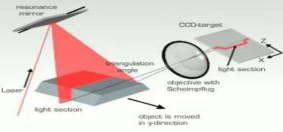 resonance
mirror
CCD-target
triangulation
angle
Z
X
light section
objective with
Scheimpflug
Laser
light section
object is moved
in y-direction